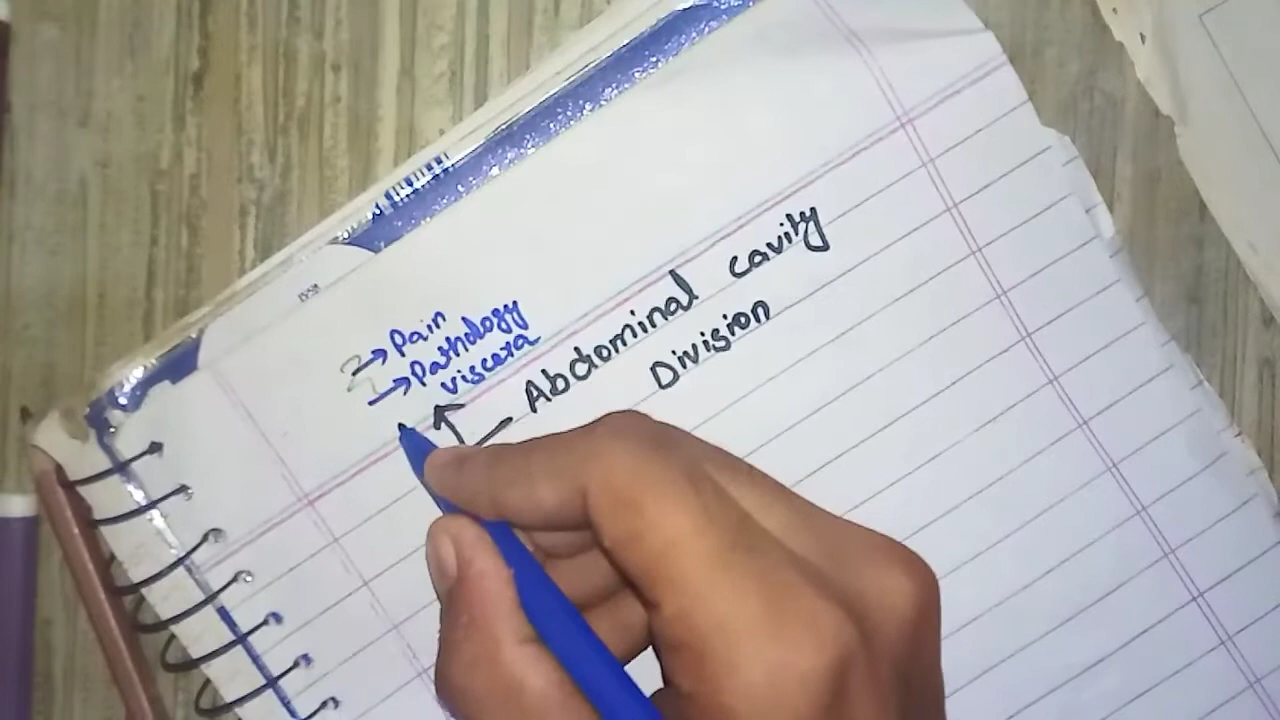 → Pain
→ Pathology
viscera
Abdominal cavity
Division